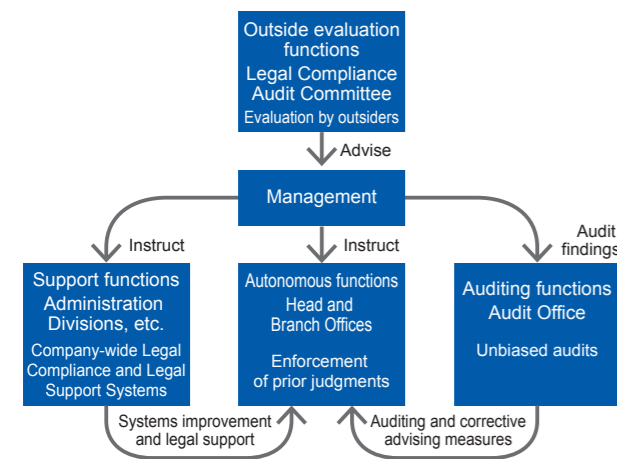 Outside evaluation
functions
Legal Compliance
Audit Committee
Evaluation by outsiders
Advise
Management
Instruct
Instruct
Audit
findings
Support functions
Administration
Divisions, etc.
Company-wide Legal
Compliance and Legal
Support Systems
Autonomous functions
Head and
Branch Offices
Enforcement
of prior judgments
Auditing functions
Audit Office
Unbiased audits
Systems improvement
and legal support
Auditing and corrective
advising measures